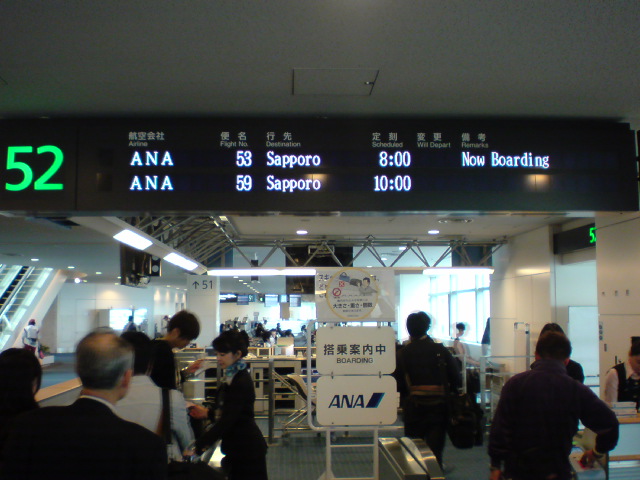 52
航空会社 便名 行先 定刻 変更 備考
Airline Flight No. Destination Scheduled Will Depart Remarks
ANA 53 Sapporo 8:00 Now Boarding
ANA 59 Sapporo 10:00
↑51
搭乗案内中
BOARDING
ANA